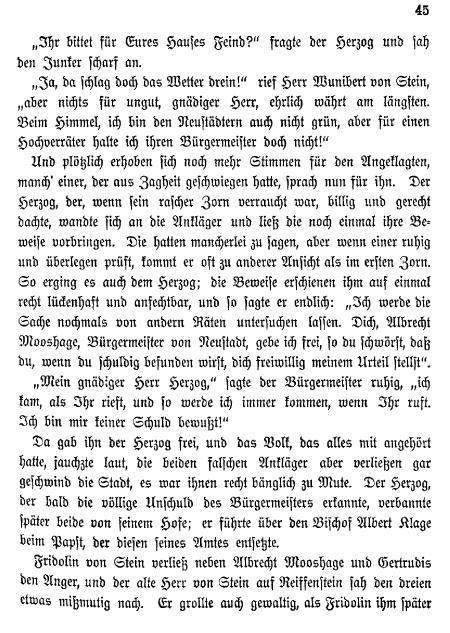 45
„Ihr bittet für Eures Hauses Feind?“ fragte der Herzog und sah
den Junker scharf an.
„Ja, da schlag doch das Wetter drein!“ rief Herr Wunibert von Stein,
„aber nichts für ungut, gnädiger Herr, ehrlich währt am längsten.
Beim Himmel, ich bin den Neustädtern auch nicht grün, aber für einen
Hochverräter halte ich ihren Bürgermeister doch nicht!“
Und plötzlich erhoben sich noch mehr Stimmen für den Angeklagten,
manch' einer, der aus Zagheit geschwiegen hatte, sprach nun für ihn. Der
Herzog, der, wenn sein rascher Zorn verraucht war, billig und gerecht
dachte, wandte sich an die Ankläger und ließ die noch einmal ihre Be-
weise vorbringen. Die hatten mancherlei zu sagen, aber wenn einer ruhig
und überlegen prüft, kommt er oft zu anderer Ansicht als im ersten Zorn.
So erging es auch dem Herzog; die Beweise erschienen ihm auf einmal
recht lückenhaft und anfechtbar, und so sagte er endlich: „Ich werde die
Sache nochmals von andern Räten untersuchen lassen. Dich, Albrecht
Mooshage, Bürgermeister von Neustadt, gebe ich frei, so du schwörst, daß
du, wenn du schuldig befunden wirst, dich freiwillig meinem Urteil stellst“.
„Mein gnädiger Herr Herzog,“ sagte der Bürgermeister ruhig, „ich
kam, als Ihr rieft, und so werde ich immer kommen, wenn Ihr ruft.
Ich bin mir keiner Schuld bewußt!“
Da gab ihn der Herzog frei, und das Volk, das alles mit angehört
hatte, jauchzte laut, die beiden falschen Ankläger aber verließen gar
geschwind die Stadt, es war ihnen recht bänglich zu Mute. Der Herzog,
der bald die völlige Unschuld des Bürgermeisters erkannte, verbannte
später beide von seinem Hofe; er führte über den Bischof Albert Klage
beim Papst, der diesen seines Amtes entsetzte.
Fridolin von Stein verließ neben Albrecht Mooshage und Gertrudis
den Anger, und der alte Herr von Stein auf Reiffenstein sah den dreien
etwas mißmutig nach. Er grollte auch gewaltig, als Fridolin ihm später